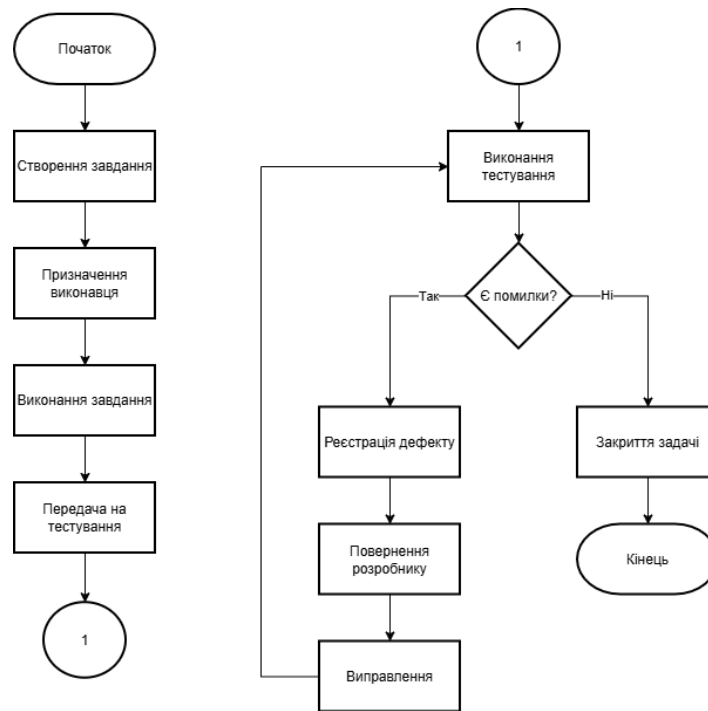 Початок
Створення завдання
Призначення
виконавця
Виконання завдання
Передача на
тестування
1
1
Виконання
тестування
Є помилки?
Так
Ні
Реєстрація дефекту
Закриття задачі
Повернення
розробнику
Кінець
Виправлення